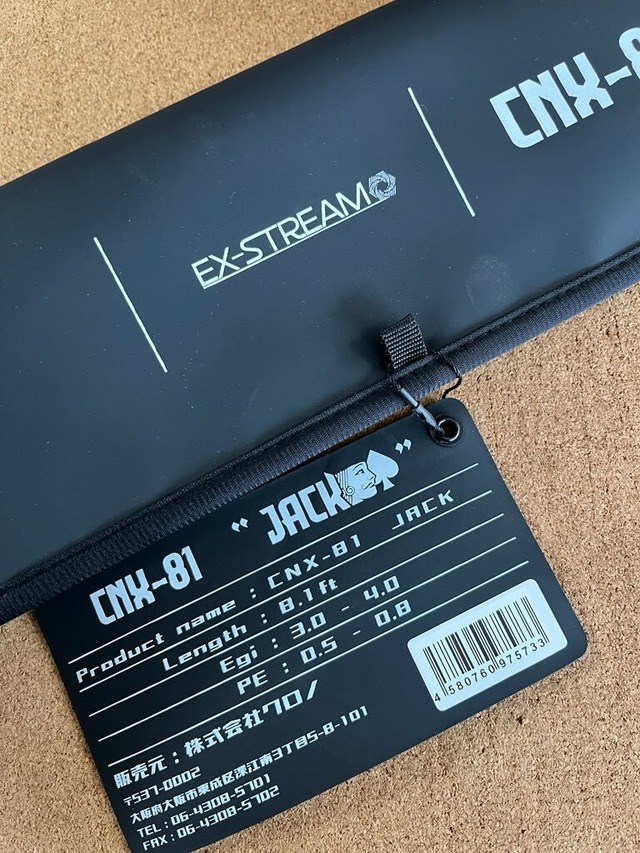 CNX-8
EX-STREAM
CNX-81 "JACK"
Product name : CNX-81 JACK
Length : 8.1ft
Egi : 3.0 - 4.0
PE : 0.5 - 0.8
4 580760 975733
販売元 : 株式会社クロノ
〒537-0002
大阪府大阪市東成区深江南3丁目5-8-101
TEL : 06-4308-5701
FAX : 06-4308-5702